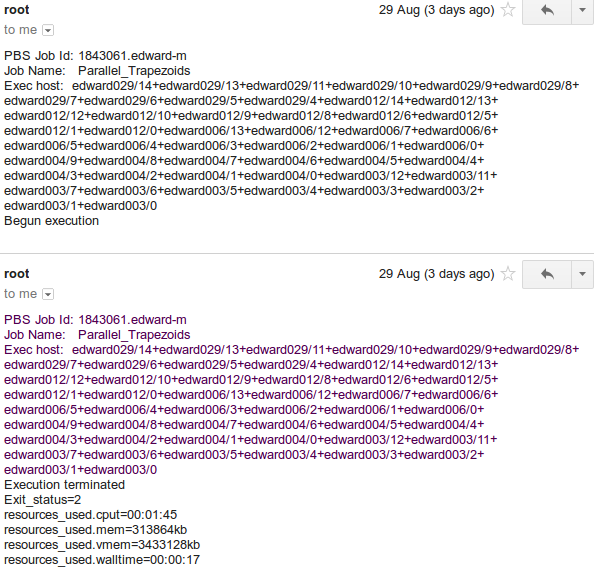 root 29 Aug (3 days ago)
to me
PBS Job Id: 1843061.edward-m
Job Name: Parallel_Trapezoids
Exec host: edward029/14+edward029/13+edward029/11+edward029/10+edward029/9+edward029/8+
edward029/7+edward029/6+edward029/5+edward029/4+edward012/14+edward012/13+
edward012/12+edward012/10+edward012/9+edward012/8+edward012/6+edward012/5+
edward012/1+edward012/0+edward006/13+edward006/12+edward006/7+edward006/6+
edward006/5+edward006/4+edward006/3+edward006/2+edward006/1+edward006/0+
edward004/9+edward004/8+edward004/7+edward004/6+edward004/5+edward004/4+
edward004/3+edward004/2+edward004/1+edward004/0+edward003/12+edward003/11+
edward003/7+edward003/6+edward003/5+edward003/4+edward003/3+edward003/2+
edward003/1+edward003/0
Begun execution
root 29 Aug (3 days ago)
to me
PBS Job Id: 1843061.edward-m
Job Name: Parallel_Trapezoids
Exec host: edward029/14+edward029/13+edward029/11+edward029/10+edward029/9+edward029/8+
edward029/7+edward029/6+edward029/5+edward029/4+edward012/14+edward012/13+
edward012/12+edward012/10+edward012/9+edward012/8+edward012/6+edward012/5+
edward012/1+edward012/0+edward006/13+edward006/12+edward006/7+edward006/6+
edward006/5+edward006/4+edward006/3+edward006/2+edward006/1+edward006/0+
edward004/9+edward004/8+edward004/7+edward004/6+edward004/5+edward004/4+
edward004/3+edward004/2+edward004/1+edward004/0+edward003/12+edward003/11+
edward003/7+edward003/6+edward003/5+edward003/4+edward003/3+edward003/2+
edward003/1+edward003/0
Execution terminated
Exit_status=2
resources_used.cput=00:01:45
resources_used.mem=313864kb
resources_used.vmem=3433128kb
resources_used.walltime=00:00:17